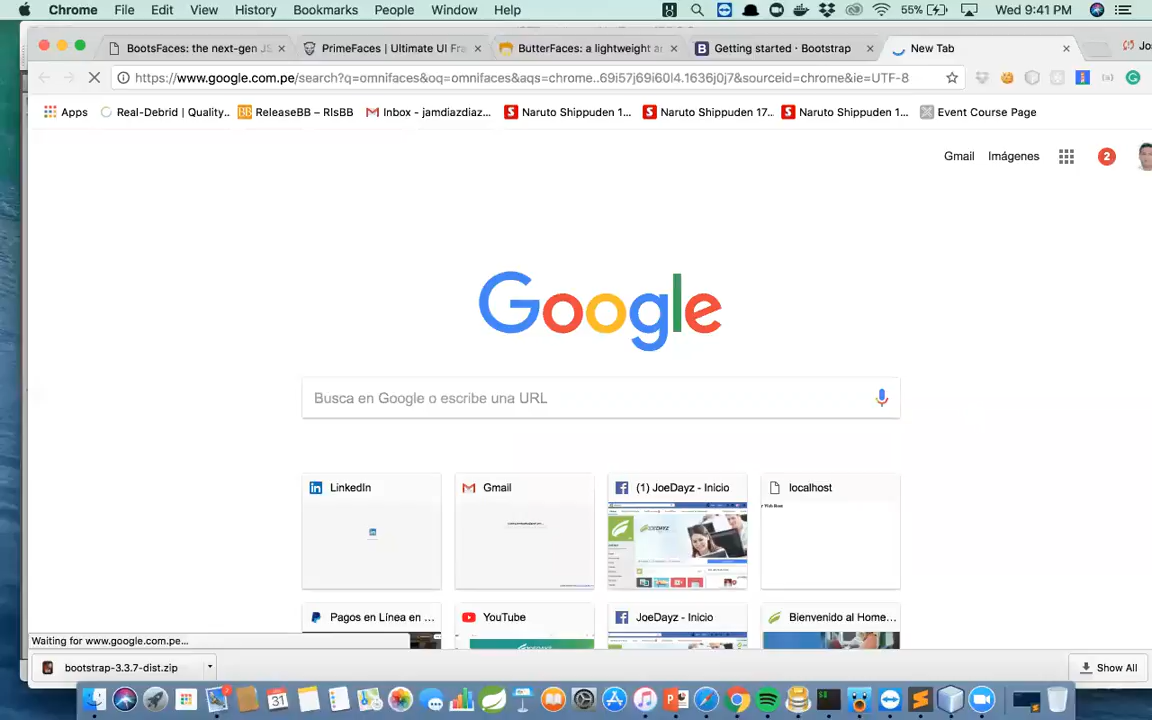 Chrome File Edit View History Bookmarks People Window Help 55% Wed 9:41 PM
BootsFaces: the next-gen JS PrimeFaces | Ultimate UI Fra ButterFaces: a lightweight a Getting started · Bootstrap New Tab Jo
https://www.google.com.pe/search?q=omnifaces&oq=omnifaces&aqs=chrome..69i57j69i60l4.1636j0j7&sourceid=chrome&ie=UTF-8
Apps Real-Debrid | Quality.. ReleaseBB – RlsBB Inbox - jamdiazdiaz... Naruto Shippuden 1... Naruto Shippuden 17... Naruto Shippuden 1... Event Course Page
Gmail Imágenes 2
Google
Busca en Google o escribe una URL
LinkedIn Gmail (1) JoeDayz - Inicio localhost
Pagos en Línea en ... YouTube JoeDayz - Inicio Bienvenido al Home...
Waiting for www.google.com.pe...
bootstrap-3.3.7-dist.zip Show All
31